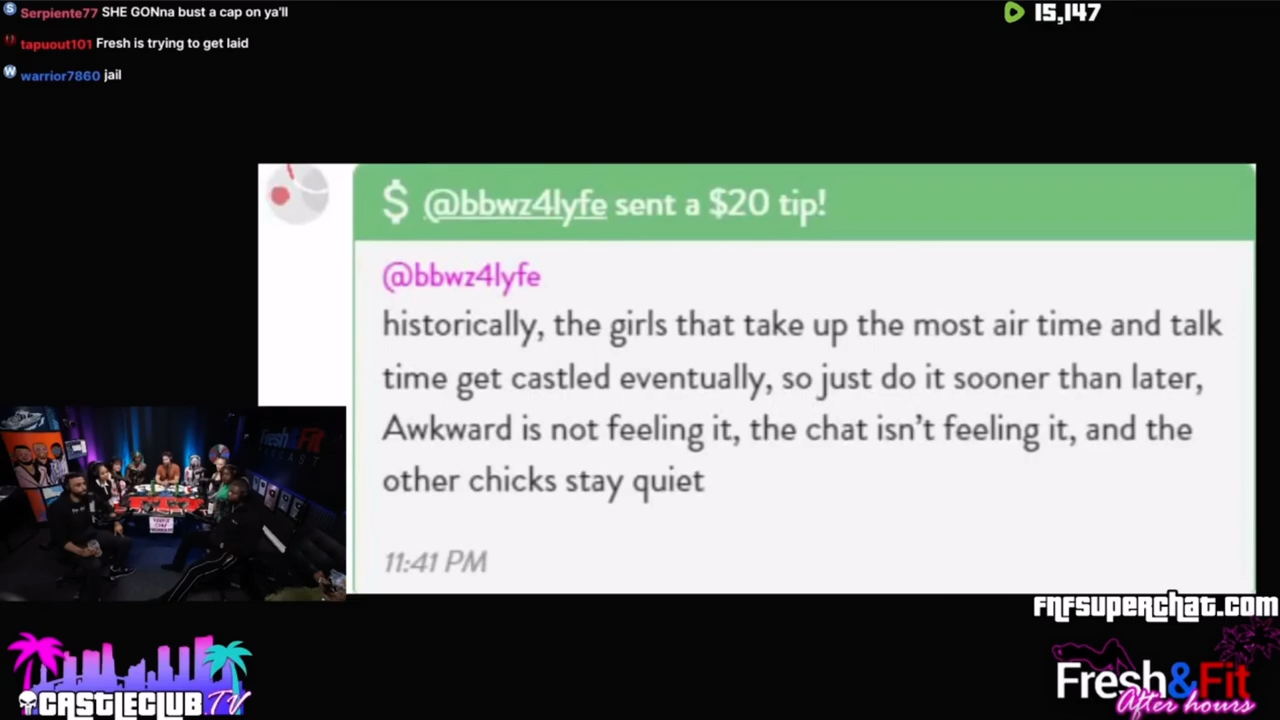 Serpiente77 SHE GONna bust a cap on ya'll
tapuout101 Fresh is trying to get laid
warrior7860 jail
15,147
$ @bbwz4lyfe sent a $20 tip!
@bbwz4lyfe
historically, the girls that take up the most air time and talk
time get castled eventually, so just do it sooner than later,
Awkward is not feeling it, the chat isn't feeling it, and the
other chicks stay quiet
11:41 PM
Fresh&Fit
PODCAST
FNFSUPERCHAT.COM
CASTLECLUB.TV
Fresh&Fit
After hours